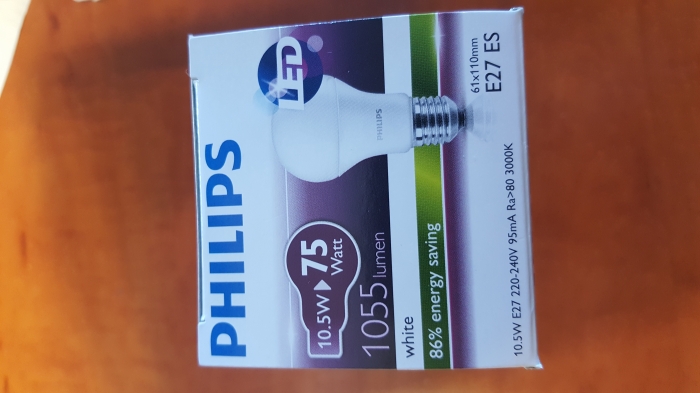 PHILIPS
LED
PHILIPS
10.5W ▶ 75
Watt
1055 lumen
white
86% energy saving
61x110mm
E27 ES
10.5W E27 220-240V 95mA Ra>80 3000K